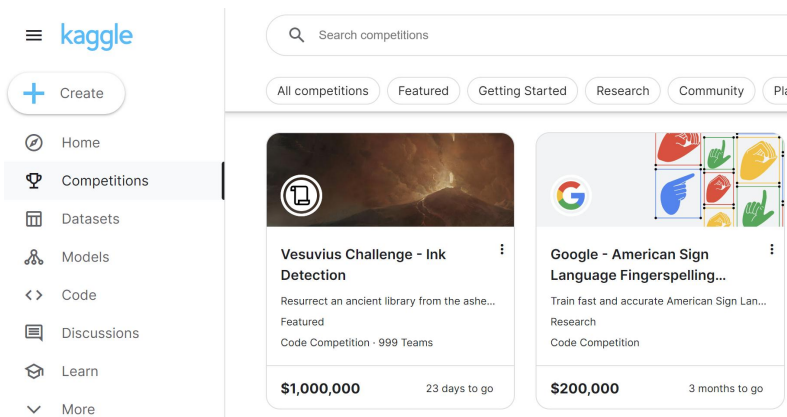 kaggle
Create
Home
Competitions
Datasets
Models
Code
Discussions
Learn
More
Search competitions
All competitions
Featured
Getting Started
Research
Community
Pla
Vesuvius Challenge - Ink
Detection
Resurrect an ancient library from the ashe...
Featured
Code Competition · 999 Teams
$1,000,000
23 days to go
Google - American Sign
Language Fingerspelling...
Train fast and accurate American Sign Lan...
Research
Code Competition
$200,000
3 months to go